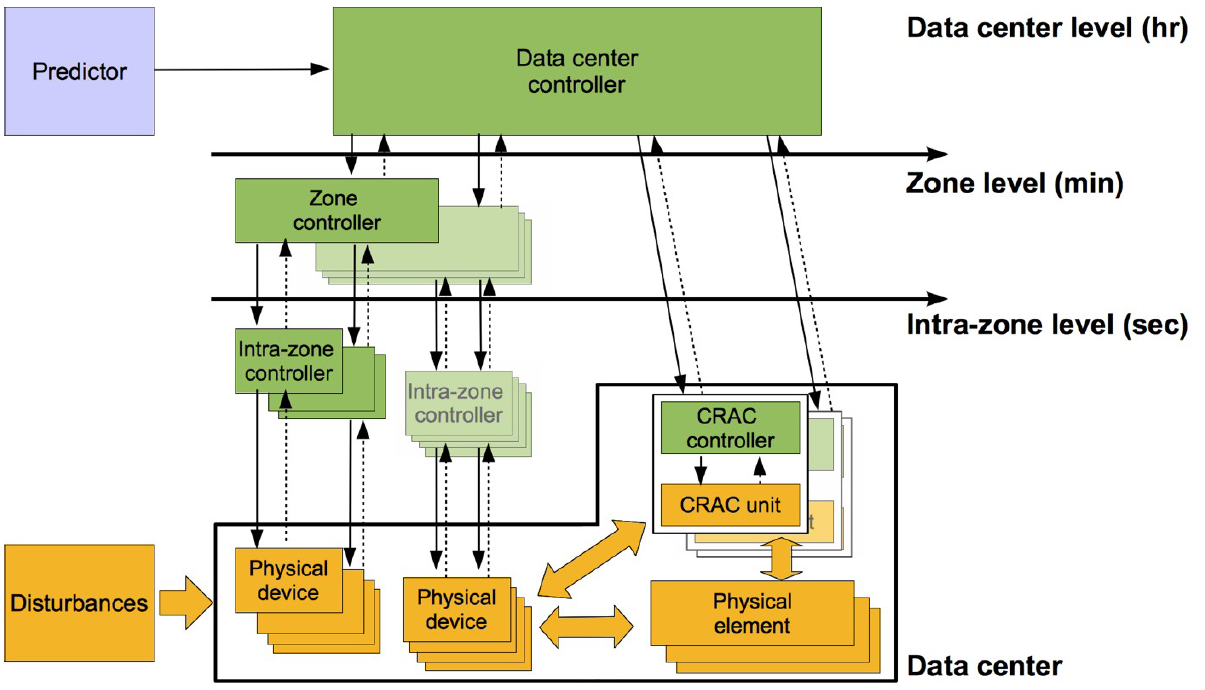 Data center level (hr)
Predictor
Data center
controller
Zone level (min)
Zone
controller
Intra-zone level (sec)
Intra-zone
controller
Intra-zone
controller
CRAC
controller
CRAC unit
t
Physical
device
Disturbances
Physical
device
Physical
element
Data center